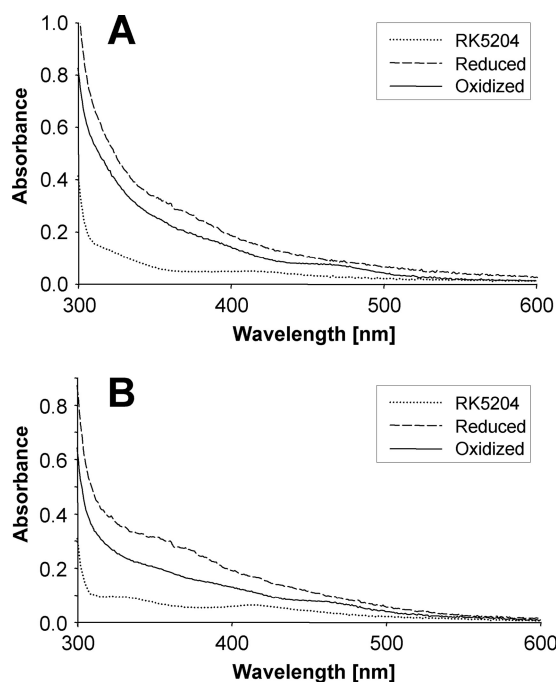 A
RK5204
Reduced
Oxidized
Absorbance
1.0
0.8
0.6
0.4
0.2
0.0
300 400 500 600
Wavelength [nm]
B
RK5204
Reduced
Oxidized
Absorbance
0.8
0.6
0.4
0.2
0.0
300 400 500 600
Wavelength [nm]